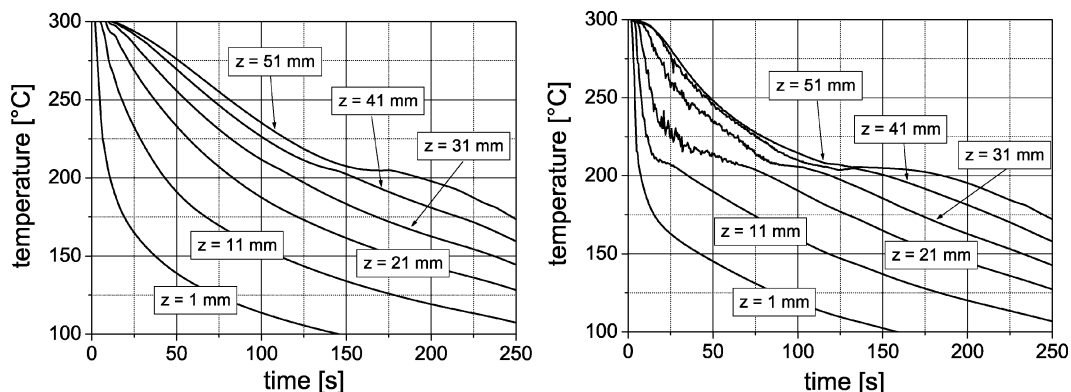 300
250
200
150
100
temperature [°C]
z = 51 mm
z = 41 mm
z = 31 mm
z = 21 mm
z = 11 mm
z = 1 mm
0 50 100 150 200 250
time [s]
300
250
200
150
100
temperature [°C]
z = 51 mm
z = 41 mm
z = 31 mm
z = 21 mm
z = 11 mm
z = 1 mm
0 50 100 150 200 250
time [s]